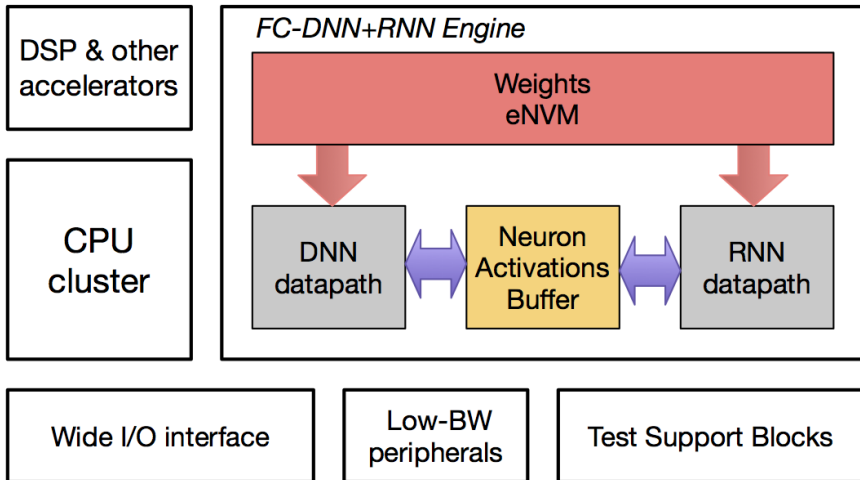 DSP & other
accelerators
FC-DNN+RNN Engine
Weights
eNVM
CPU
cluster
DNN
datapath
Neuron
Activations
Buffer
RNN
datapath
Wide I/O interface
Low-BW
peripherals
Test Support Blocks